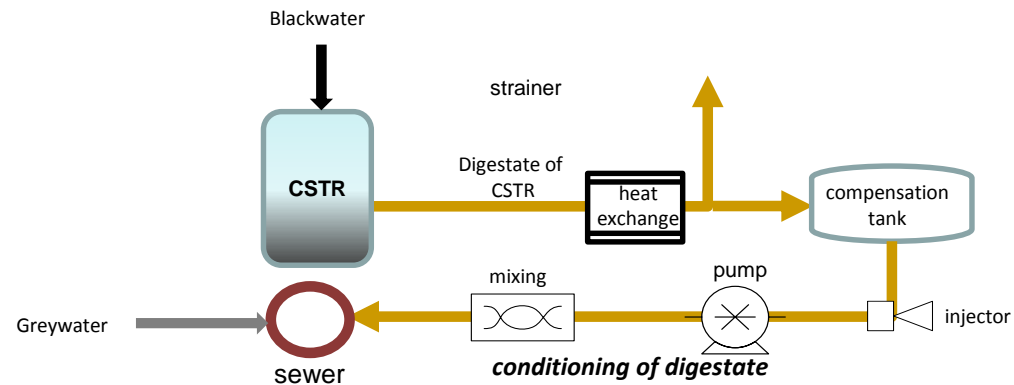 Blackwater
strainer
CSTR
Digestate of
CSTR
heat
exchange
compensation
tank
mixing
pump
Greywater
injector
sewer
conditioning of digestate